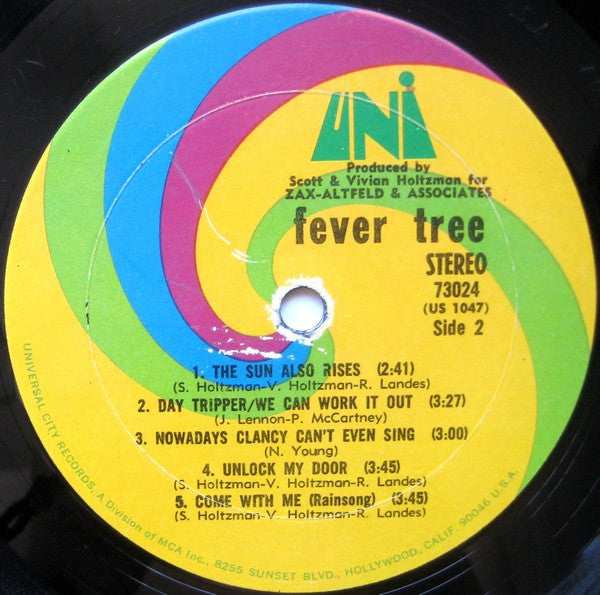 UNI
Produced by
Scott & Vivian Holtzman for
ZAX-ALTFELD & ASSOCIATES
fever tree
STEREO
73024
(US 1047)
Side 2
1. THE SUN ALSO RISES (2:41)
(S. Holtzman-V. Holtzman-R. Landes)
2. DAY TRIPPER/WE CAN WORK IT OUT (3:27)
(J. Lennon-P. McCartney)
3. NOWADAYS CLANCY CAN'T EVEN SING (3:00)
(N. Young)
4. UNLOCK MY DOOR (3:45)
(S. Holtzman-V. Holtzman-R. Landes)
5. COME WITH ME (Rainsong) (3:45)
(S. Holtzman-V. Holtzman-R. Landes)
UNIVERSAL CITY RECORDS, A Division of MCA Inc., 8255 SUNSET BLVD., HOLLYWOOD, CALIF. 90046 U.S.A.